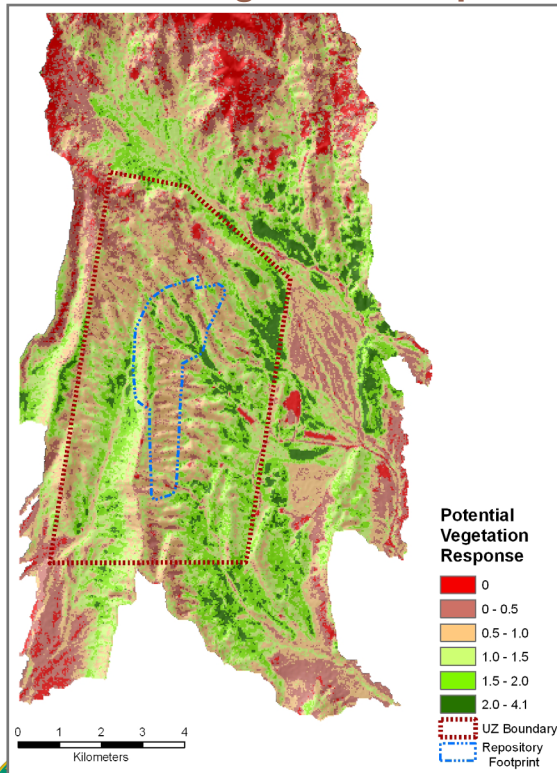 Potential
Vegetation
Response
0
0 - 0.5
0.5 - 1.0
1.0 - 1.5
1.5 - 2.0
2.0 - 4.1
UZ Boundary
Repository
Footprint
0 1 2 3 4
Kilometers